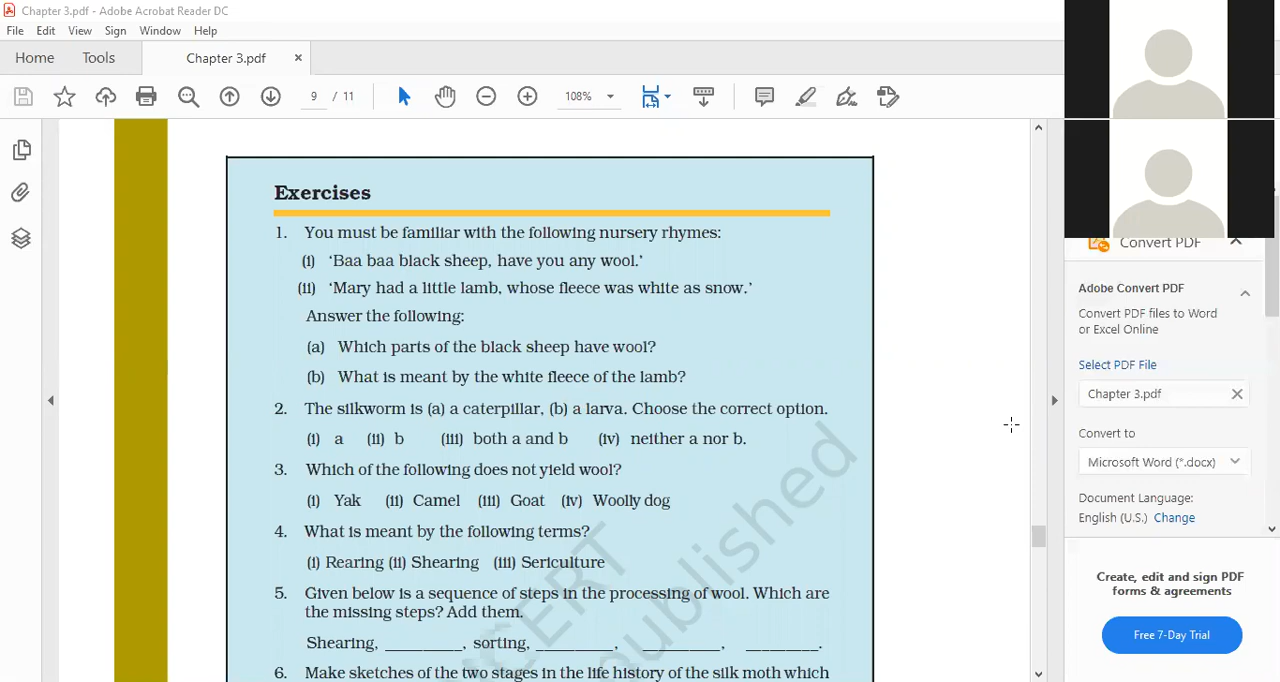 Chapter 3.pdf - Adobe Acrobat Reader DC
File Edit View Sign Window Help
Home Tools Chapter 3.pdf ×
9 / 11 108%
Exercises
1. You must be familiar with the following nursery rhymes:
(i) ‘Baa baa black sheep, have you any wool.’
(ii) ‘Mary had a little lamb, whose fleece was white as snow.’
Answer the following:
(a) Which parts of the black sheep have wool?
(b) What is meant by the white fleece of the lamb?
2. The silkworm is (a) a caterpillar, (b) a larva. Choose the correct option.
(i) a (ii) b (iii) both a and b (iv) neither a nor b.
3. Which of the following does not yield wool?
(i) Yak (ii) Camel (iii) Goat (iv) Woolly dog
4. What is meant by the following terms?
(i) Rearing (ii) Shearing (iii) Sericulture
5. Given below is a sequence of steps in the processing of wool. Which are
the missing steps? Add them.
Shearing, _________, sorting, _________, _________, _________.
6. Make sketches of the two stages in the life history of the silk moth which
published
Convert PDF
Adobe Convert PDF
Convert PDF files to Word
or Excel Online
Select PDF File
Chapter 3.pdf
Convert to
Microsoft Word (*.docx)
Document Language:
English (U.S.) Change
Create, edit and sign PDF
forms & agreements
Free 7-Day Trial